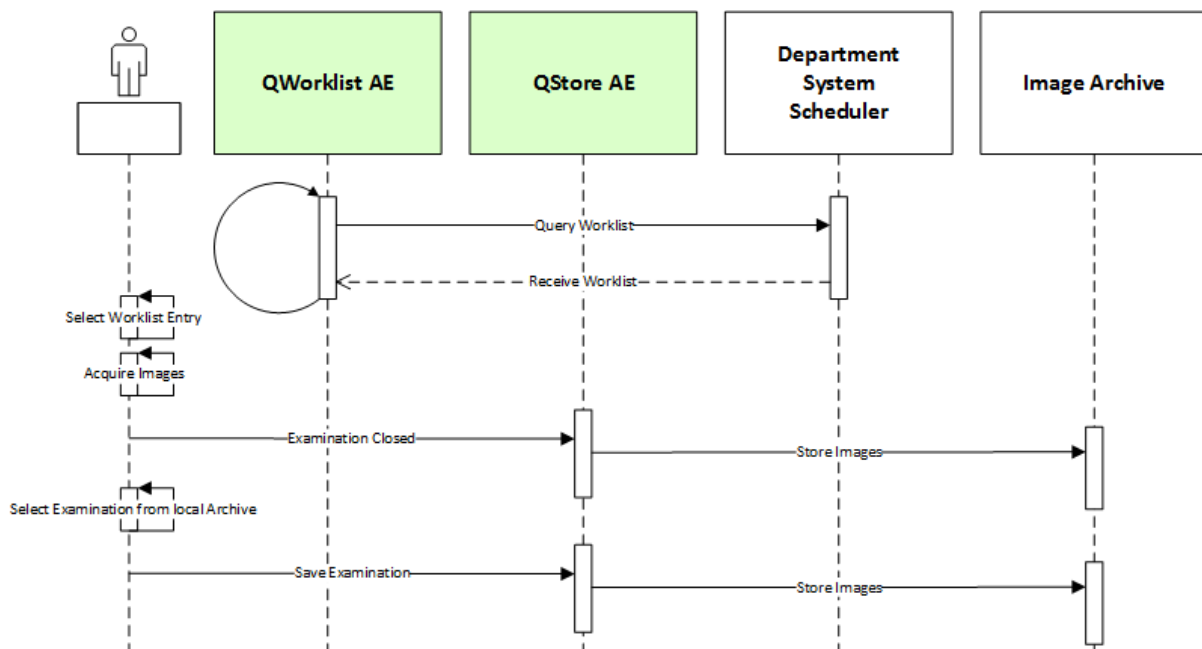 QWorklist AE
QStore AE
Department
System
Scheduler
Image Archive
Query Worklist
Receive Worklist
Select Worklist Entry
Acquire Images
Examination Closed
Store Images
Select Examination from local Archive
Save Examination
Store Images